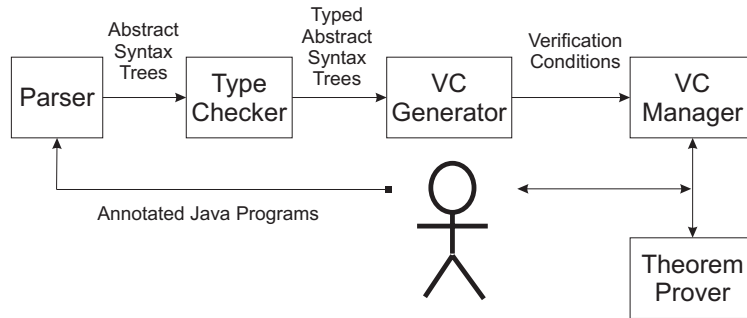 Abstract
Syntax
Trees
Typed
Abstract
Syntax
Trees
Verification
Conditions
Parser
Type
Checker
VC
Generator
VC
Manager
Annotated Java Programs
Theorem
Prover